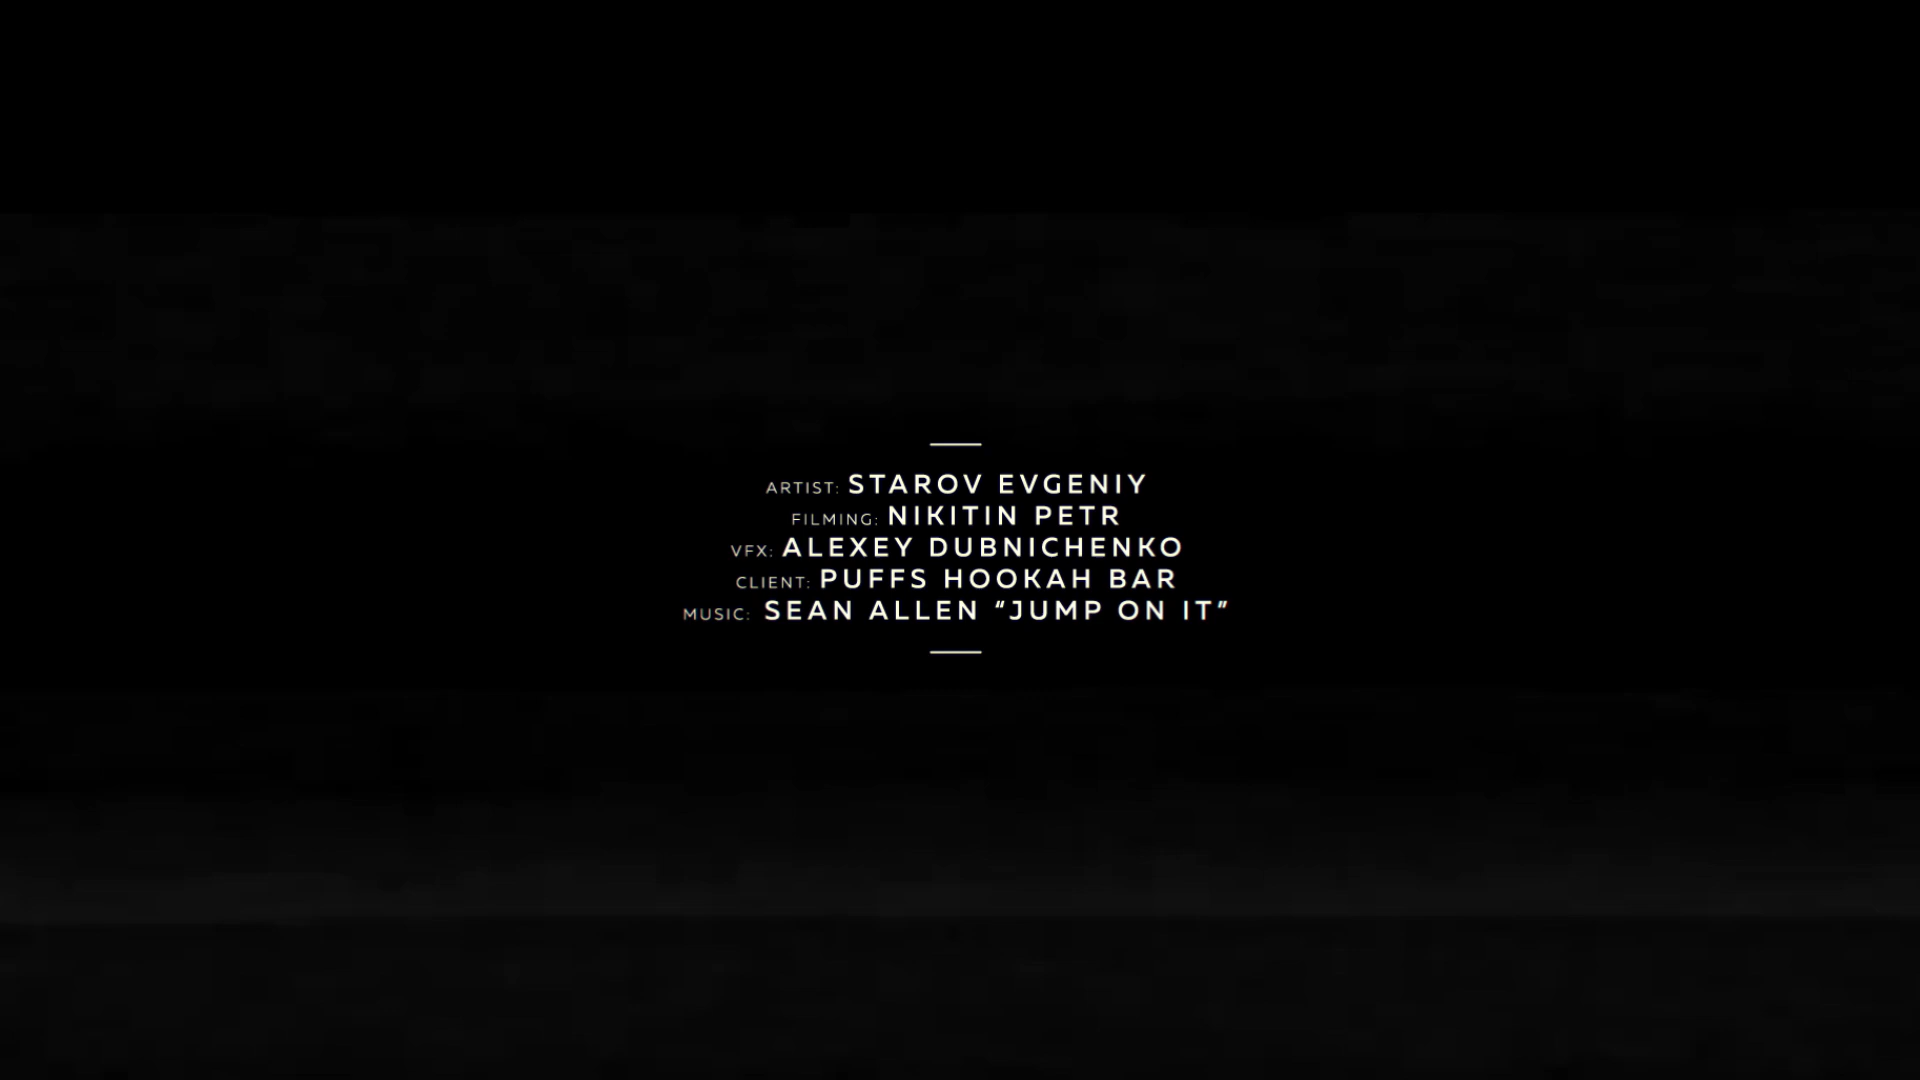 ARTIST: STAROV EVGENIY
FILMING: NIKITIN PETR
VFX: ALEXEY DUBNICHENKO
CLIENT: PUFFS HOOKAH BAR
MUSIC: SEAN ALLEN “JUMP ON IT”